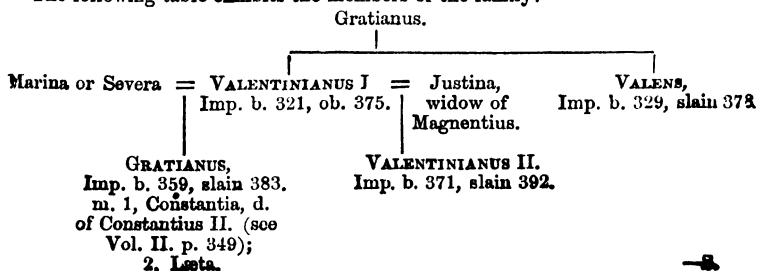 Gratianus.
Marina or Severa = VALENTINIANUS I = Justina, VALENS,
Imp. b. 321, ob. 375. widow of Imp. b. 329, slain 378.
Magnentius.
GRATIANUS, VALENTINIANUS II.
Imp. b. 359, slain 383. Imp. b. 371, slain 392.
m. 1, Constantia, d.
of Constantius II. (see
Vol. II. p. 349);
2. Læta.